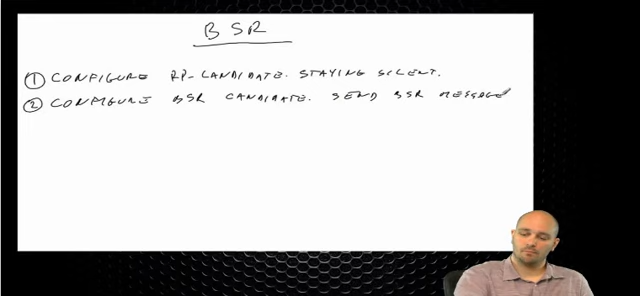 BSR
① CONFIGURE RP-CANDIDATE. STAYING SILENT.
② CONFIGURE BSR CANDIDATE. SEND BSR MESSAGE